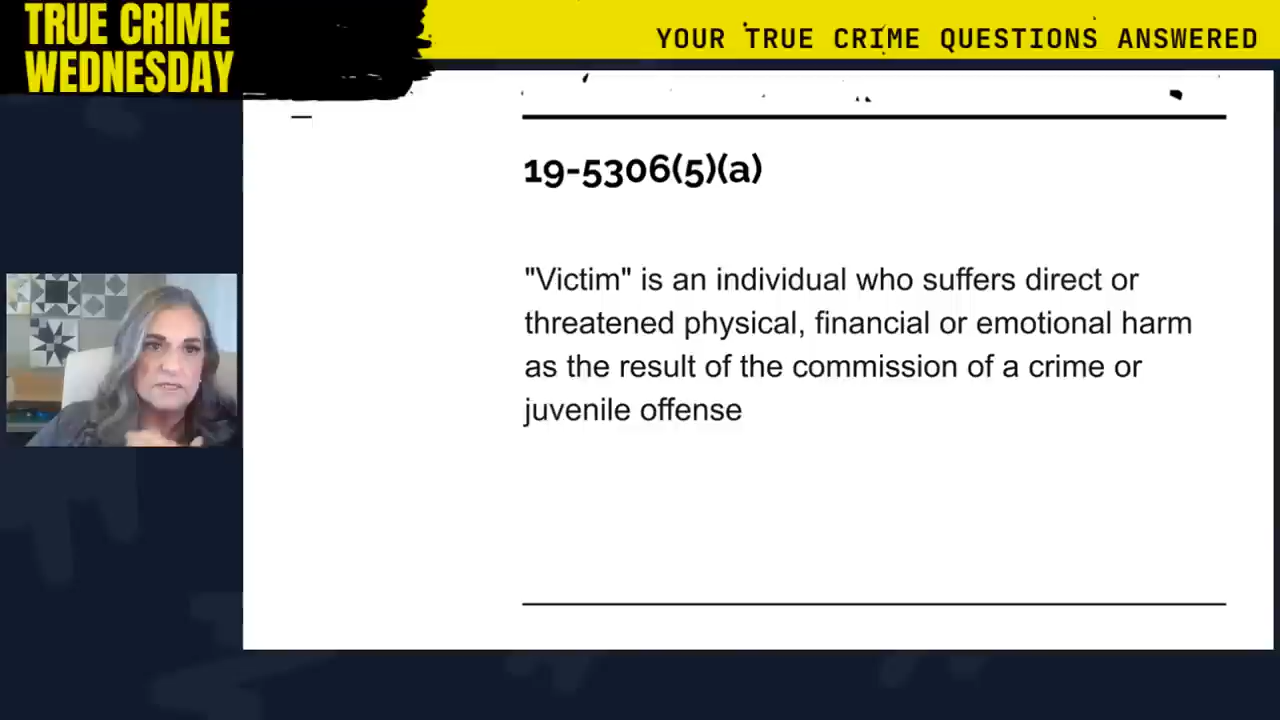 TRUE CRIME
WEDNESDAY
YOUR TRUE CRIME QUESTIONS ANSWERED
19-5306(5)(a)
"Victim" is an individual who suffers direct or
threatened physical, financial or emotional harm
as the result of the commission of a crime or
juvenile offense